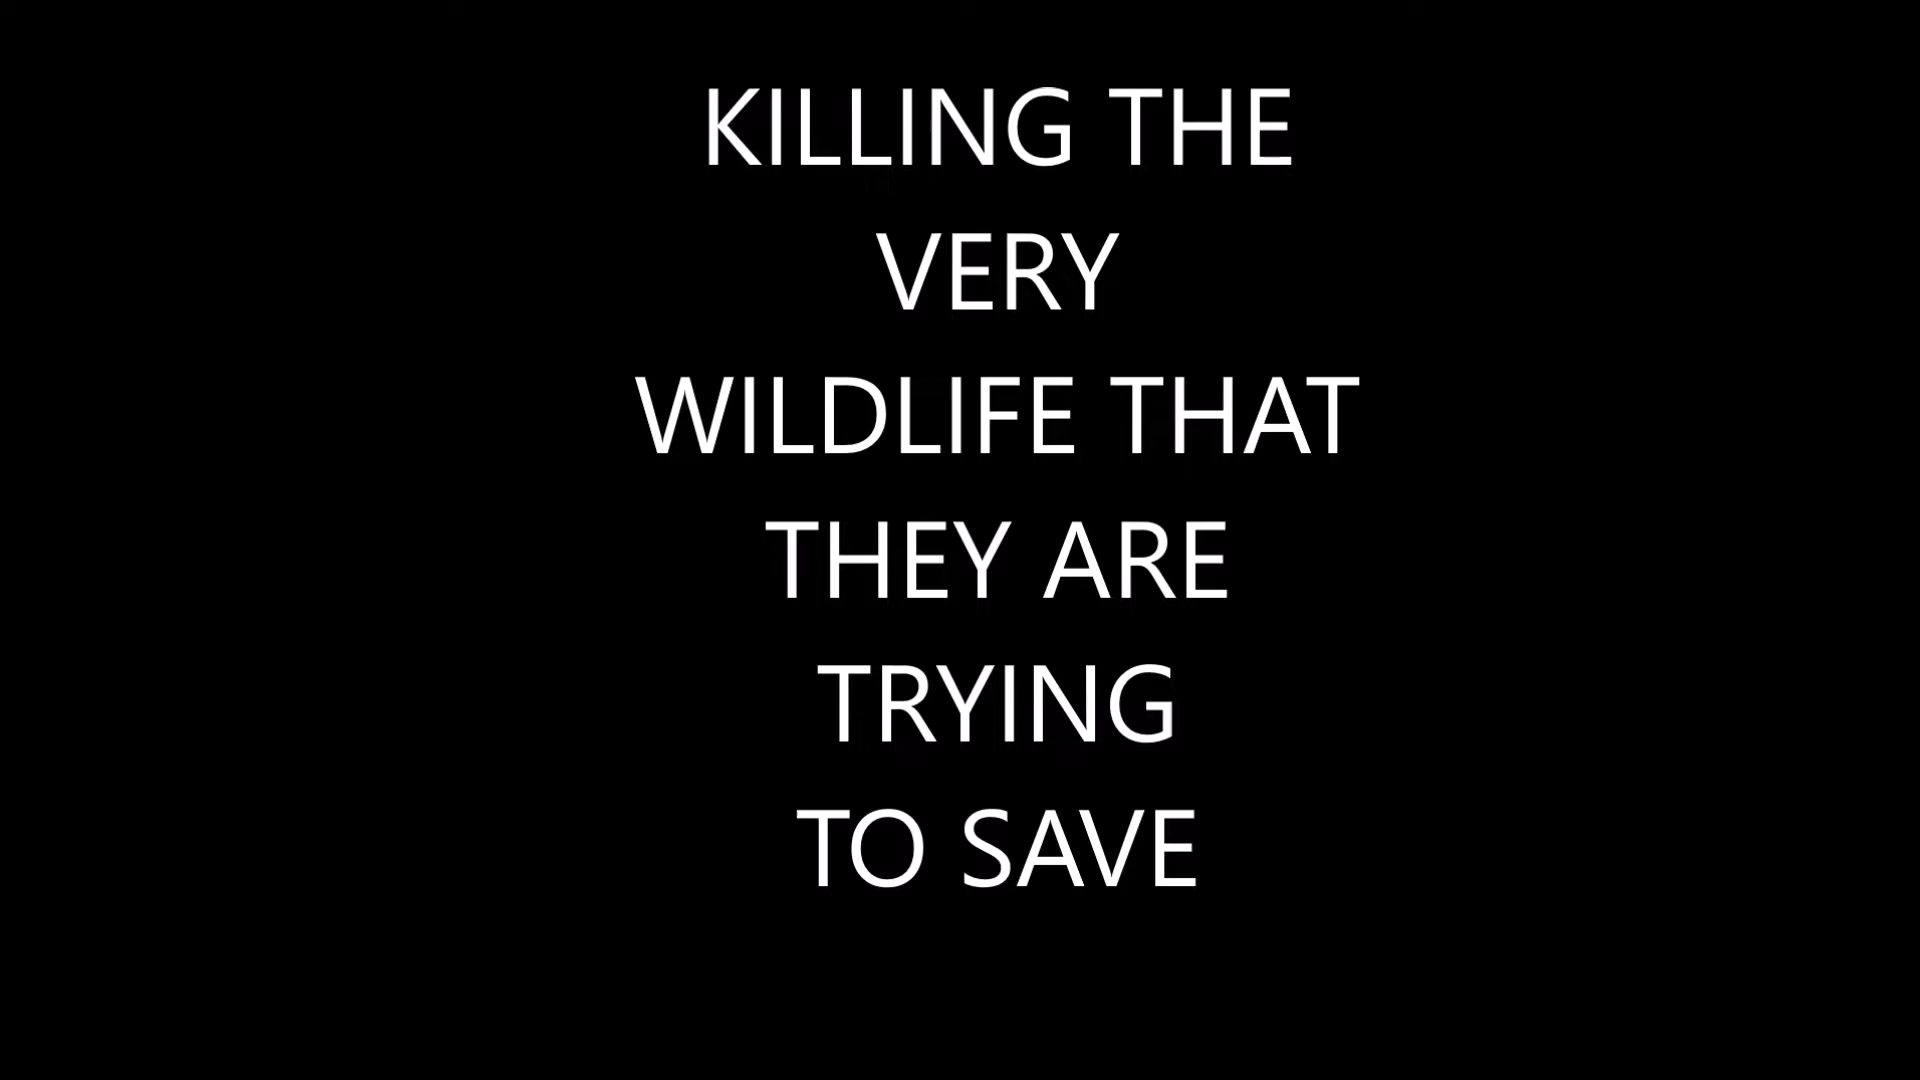 KILLING THE
VERY
WILDLIFE THAT
THEY ARE
TRYING
TO SAVE